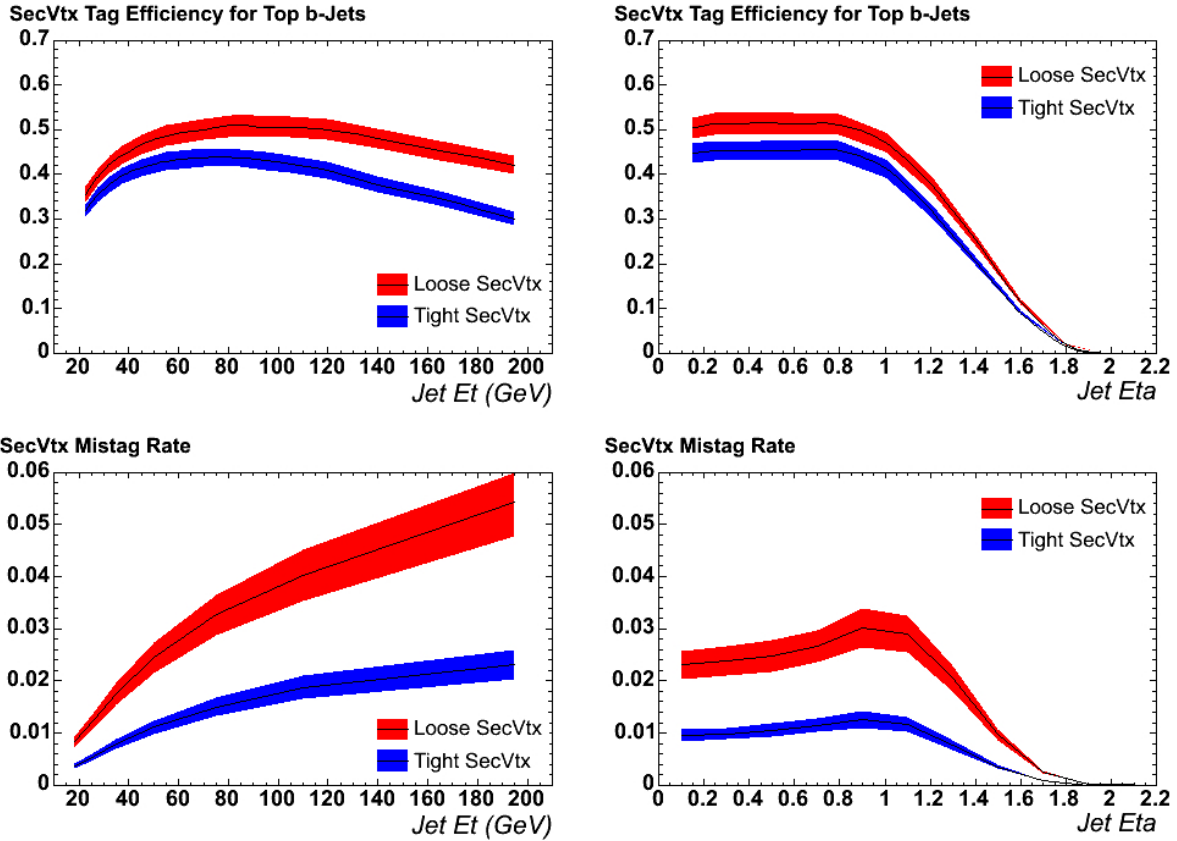 SecVtx Tag Efficiency for Top b-Jets
0.7
0.6
0.5
0.4
0.3
0.2
0.1
0
Loose SecVtx
Tight SecVtx
20 40 60 80 100 120 140 160 180 200
Jet Et (GeV)
SecVtx Tag Efficiency for Top b-Jets
0.7
0.6
0.5
0.4
0.3
0.2
0.1
0
Loose SecVtx
Tight SecVtx
0 0.2 0.4 0.6 0.8 1 1.2 1.4 1.6 1.8 2 2.2
Jet Eta
SecVtx Mistag Rate
0.06
0.05
0.04
0.03
0.02
0.01
0
Loose SecVtx
Tight SecVtx
20 40 60 80 100 120 140 160 180 200
Jet Et (GeV)
SecVtx Mistag Rate
0.06
0.05
0.04
0.03
0.02
0.01
0
Loose SecVtx
Tight SecVtx
0 0.2 0.4 0.6 0.8 1 1.2 1.4 1.6 1.8 2 2.2
Jet Eta